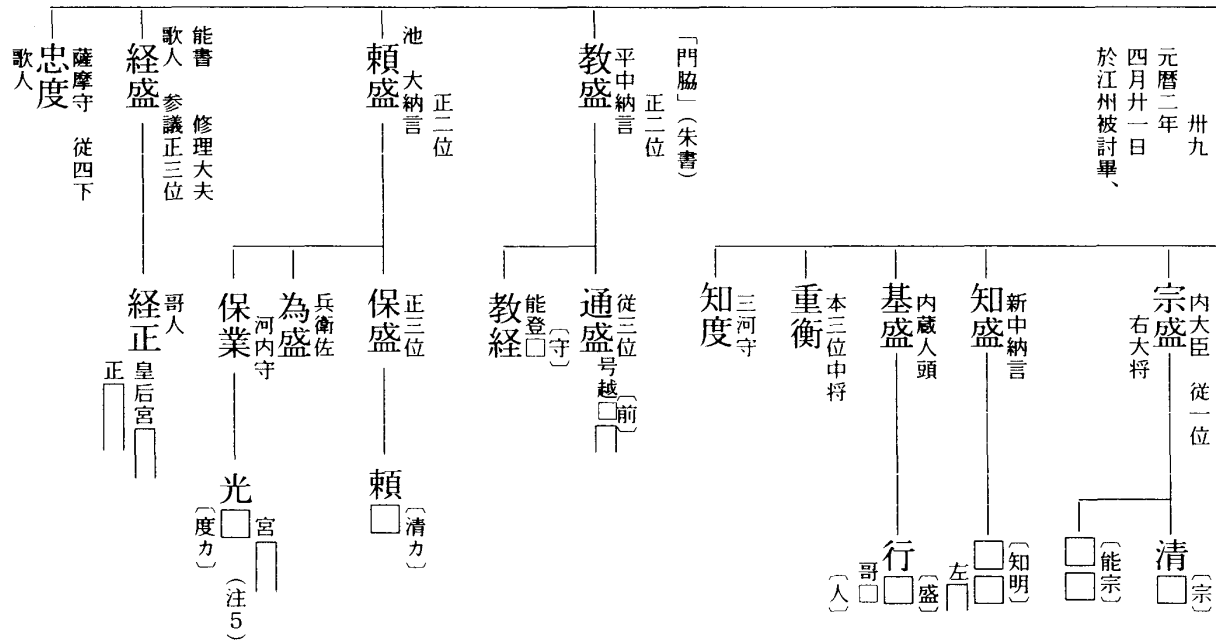 卅九
元暦二年
四月廿一日
於江州被討畢、
内大臣 従一位
右大将
宗盛
清□
〔宗〕
□□
〔能宗〕
新中納言
知盛
□□
〔知明〕
左
内蔵人頭
基盛
行□
〔盛〕
哥□
〔人〕
本三位中将
重衡
三河守
知度
「門脇」(朱書)
正二位
平中納言
教盛
従三位
号越□
〔前〕
通盛
能登□
〔守〕
教経
正二位
池 大納言
頼盛
正三位
保盛
頼□
〔清カ〕
兵衛佐
為盛
河内守
保業
宮
光□
〔度カ〕
(注5)
能書 修理大夫
歌人 参議正三位
経盛
哥人
皇后宮
経正
正
薩摩守 従四下
忠度
歌人